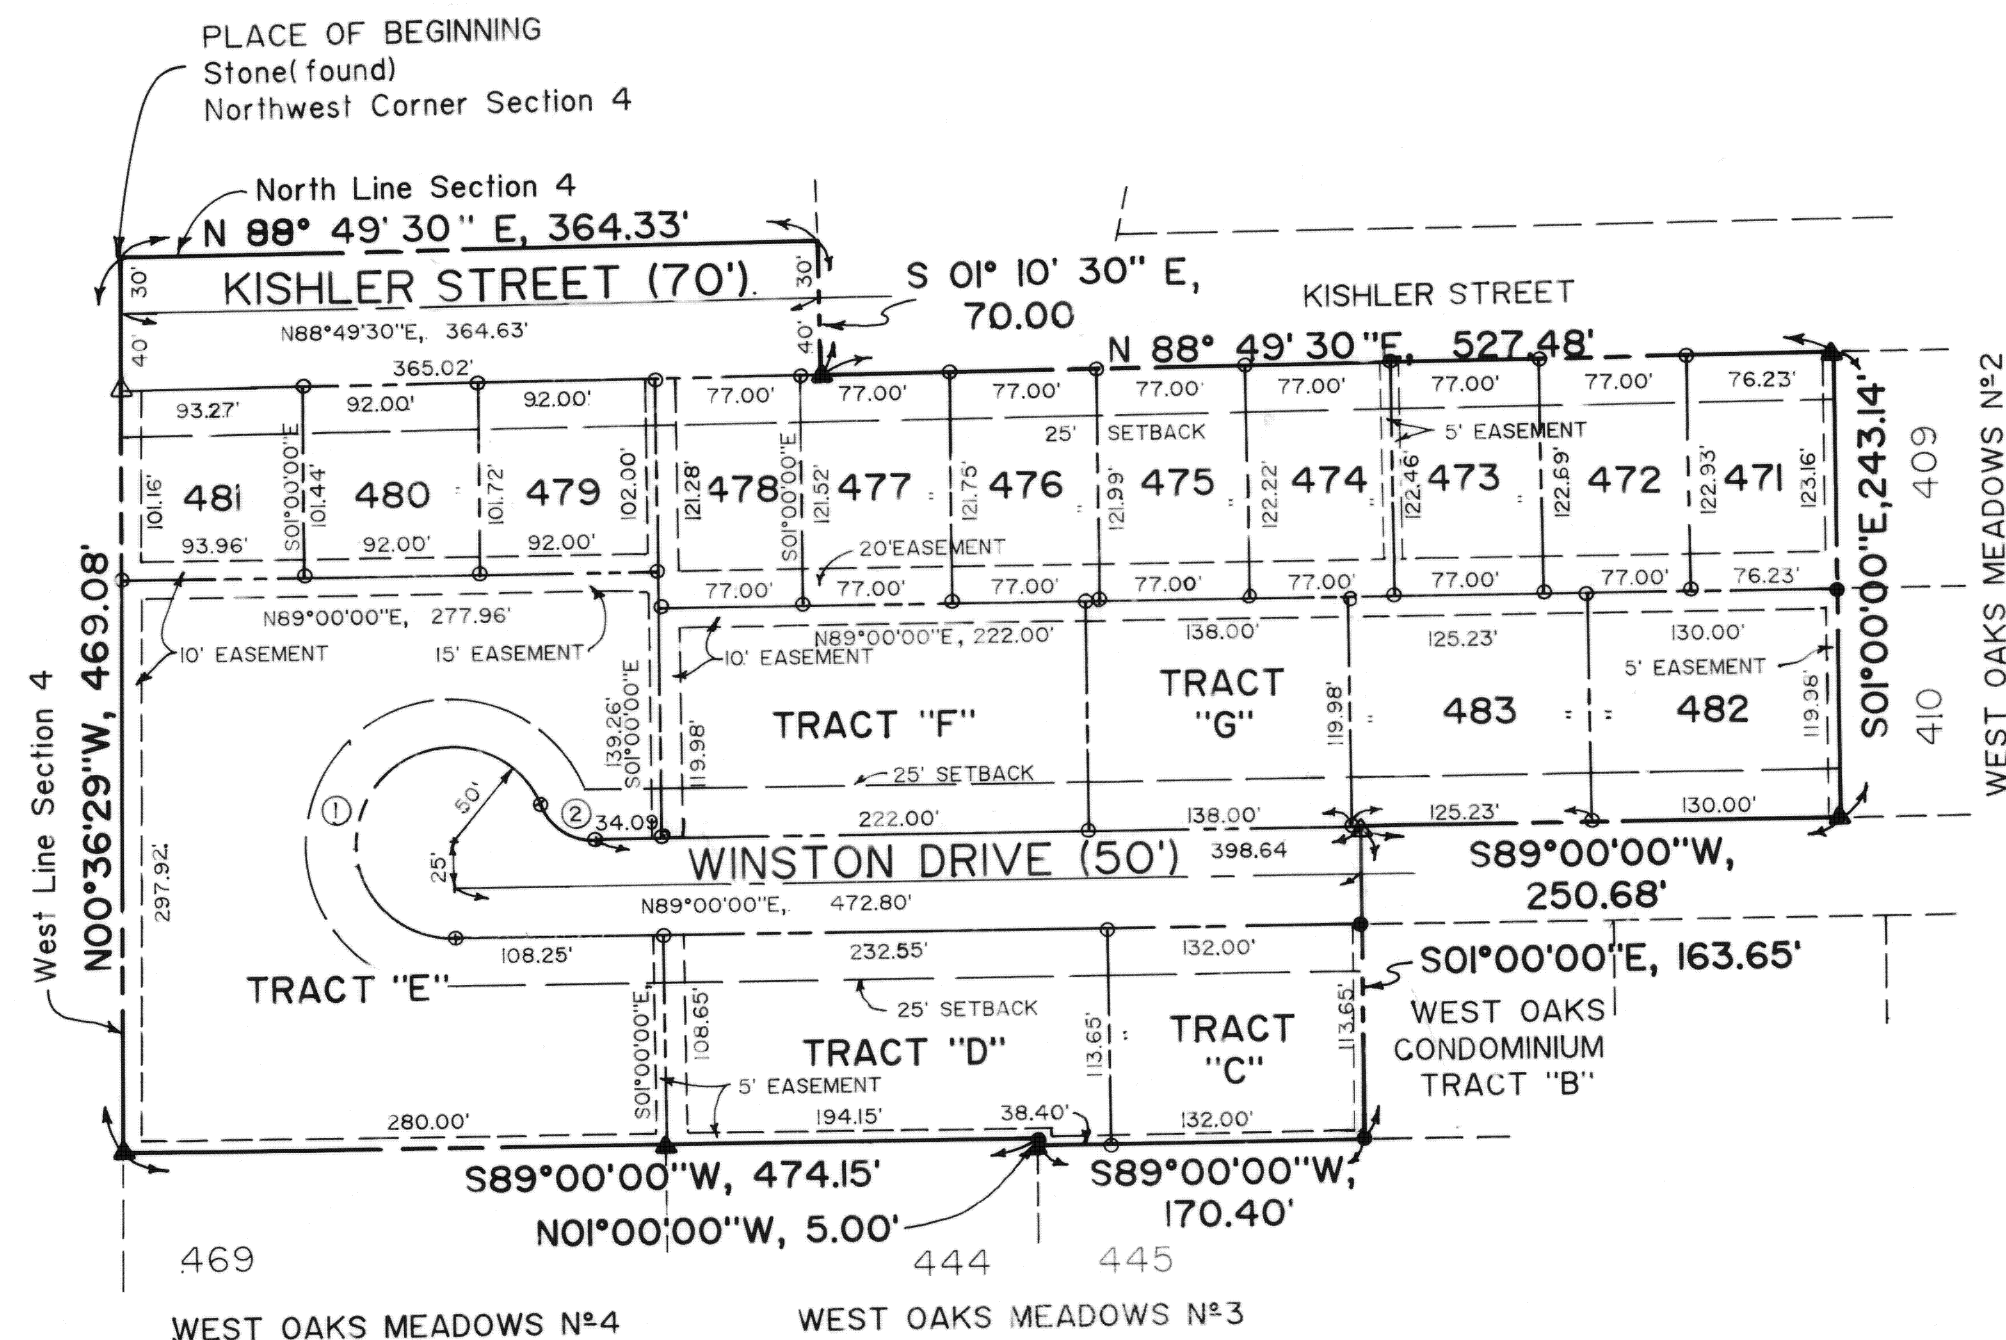 PLACE OF BEGINNING
Stone(found)
Northwest Corner Section 4
North Line Section 4
N 88° 49' 30" E, 364.33'
KISHLER STREET (70').
30'
30'
40'
40'
N88°49'30"E, 364.63'
365.02'
S 01° 10' 30" E,
70.00
KISHLER STREET
N 88° 49' 30"E, 527.48'
93.27'
92.00'
92.00'
77.00'
77.00'
77.00'
77.00'
77.00'
77.00'
77.00'
76.23'
25' SETBACK
5' EASEMENT
101.16'
481
S01°00'00"E
101.44'
480
101.72'
479
102.00'
121.28'
478
S01°00'00"E
121.52'
477
121.75'
476
121.99'
475
122.22'
474
122.46'
473
122.69'
472
122.93'
471
123.16'
S01°00'00"E, 243.14'
409
410
WEST OAKS MEADOWS Nº2
93.96'
92.00'
92.00'
20'EASEMENT
77.00'
77.00'
77.00'
77.00'
77.00'
77.00'
77.00'
76.23'
N89°00'00"E, 277.96'
10' EASEMENT
15' EASEMENT
N89°00'00"E, 222.00'
10' EASEMENT
138.00'
125.23'
130.00'
5' EASEMENT
139.26'
S01°00'00"E
119.98'
TRACT "F"
TRACT
"G"
119.98'
483
482
119.98'
25' SETBACK
N00°36'29"W, 469.08'
West Line Section 4
297.92'
1
50'
2
34.09
25'
222.00'
138.00'
125.23'
130.00'
WINSTON DRIVE (50')
398.64
N89°00'00"E, 472.80'
S89°00'00"W,
250.68'
108.25'
232.55'
132.00'
S01°00'00"E, 163.65'
TRACT "E"
25' SETBACK
S01°00'00"E,
108.65'
TRACT "D"
113.65'
TRACT
"C"
113.65'
WEST OAKS
CONDOMINIUM
TRACT "B"
5' EASEMENT
280.00'
194.15'
38.40'
132.00'
S89°00'00"W, 474.15'
S89°00'00"W,
170.40'
N01°00'00"W, 5.00'
469
444
445
WEST OAKS MEADOWS Nº4
WEST OAKS MEADOWS Nº3